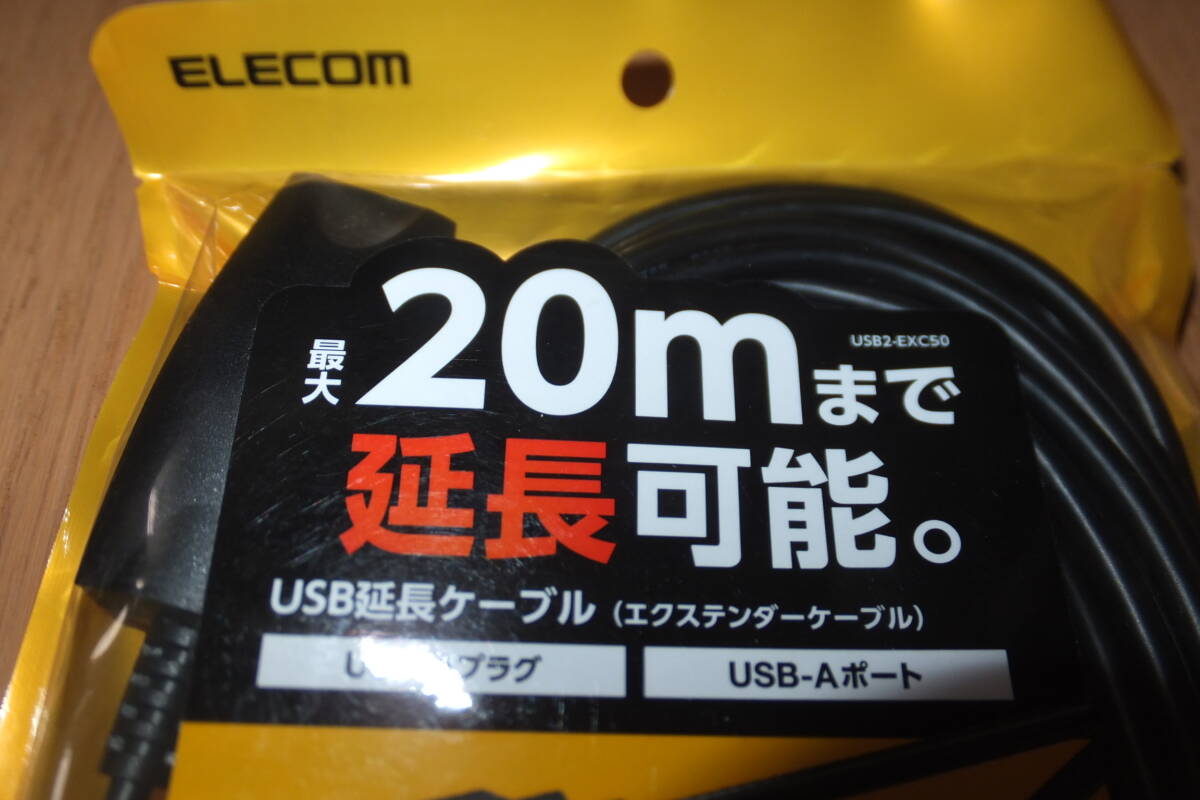 ELECOM
USB2-EXC50
最大
20mまで
延長可能。
USB延長ケーブル（エクステンダーケーブル）
プラグ
USB-Aポート